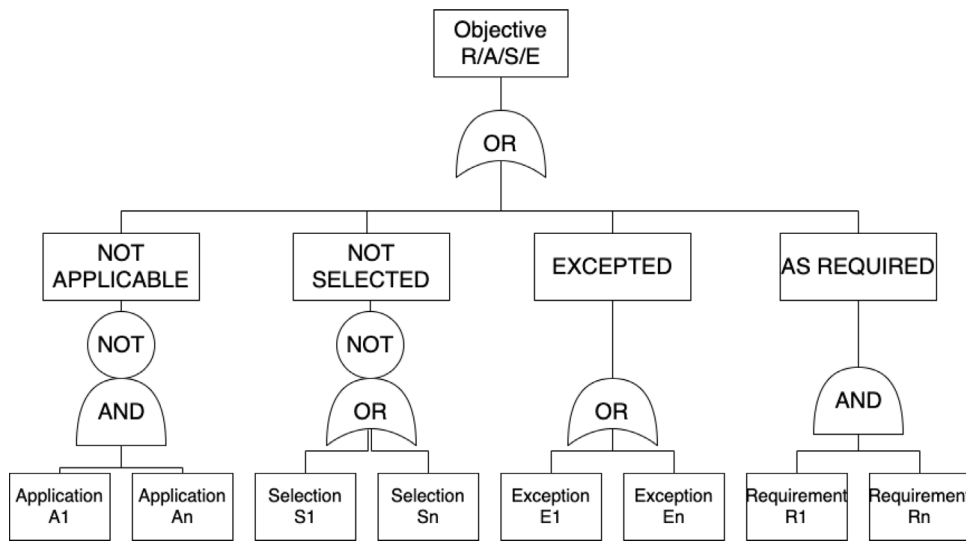 Objective
R/A/S/E
OR
NOT
APPLICABLE
NOT
SELECTED
EXCEPTED
AS REQUIRED
NOT
NOT
AND
OR
OR
AND
Application
A1
Application
An
Selection
S1
Selection
Sn
Exception
E1
Exception
En
Requirement
R1
Requirement
Rn